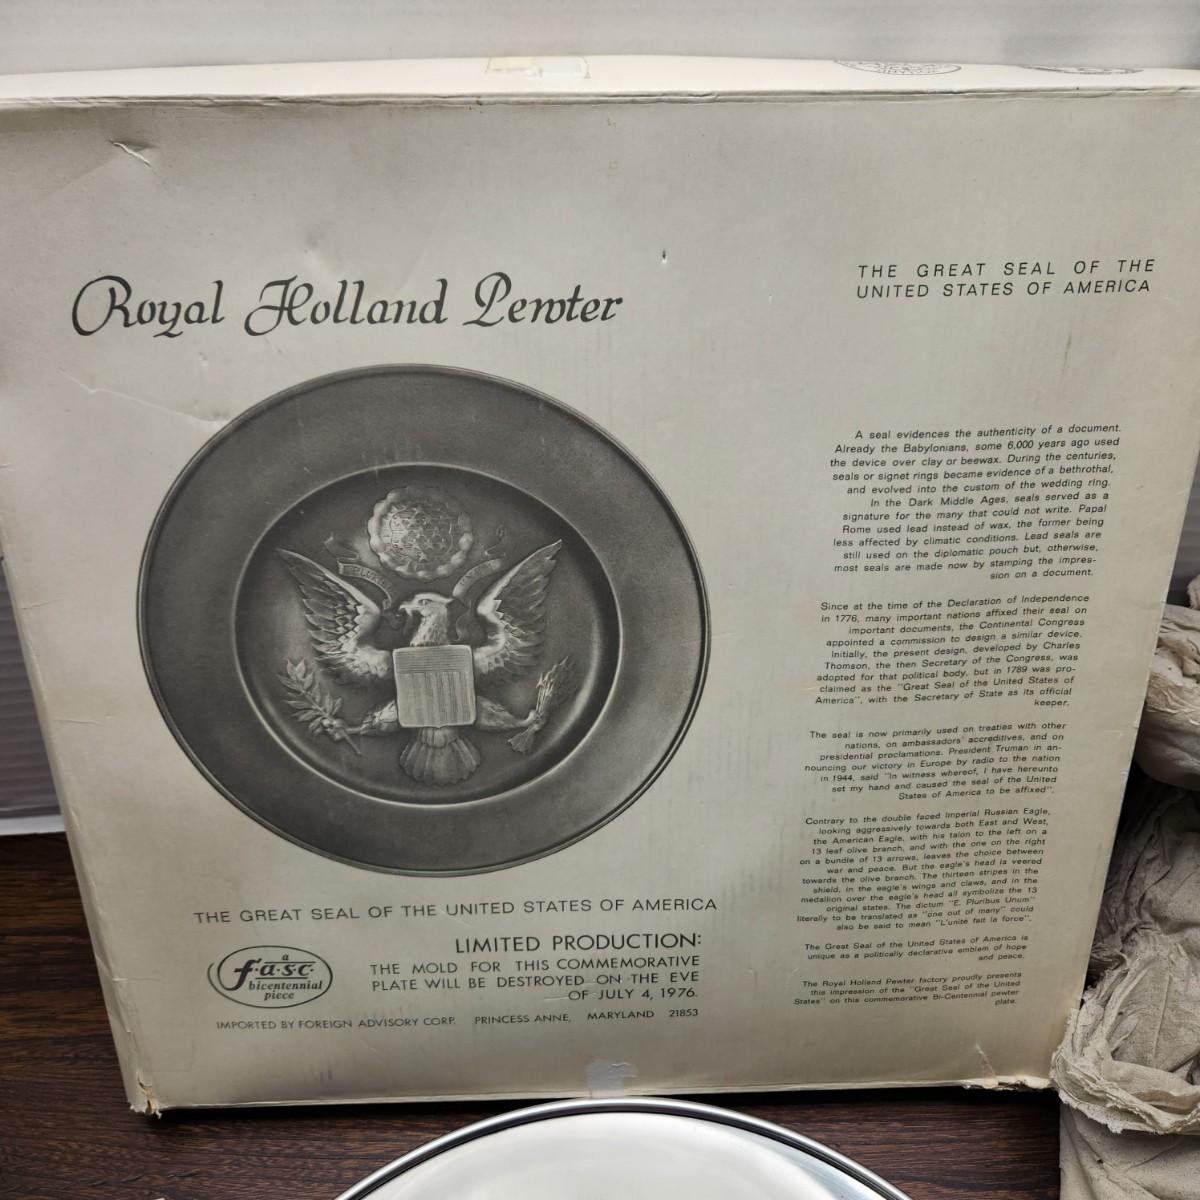 Royal Holland Pewter
THE GREAT SEAL OF THE
UNITED STATES OF AMERICA
PLURIB
A seal evidences the authenticity of a document.
Already the Babylonians, some 6,000 years ago used
the device over clay or beewax. During the centuries,
seals or signet rings became evidence of a bethrothal,
and evolved into the custom of the wedding ring.
In the Dark Middle Ages, seals served as a
signature for the many that could not write. Papal
Rome used lead instead of wax, the former being
less affected by climatic conditions. Lead seals are
still used on the diplomatic pouch but, otherwise,
most seals are made now by stamping the impres-
sion on a document.
Since at the time of the Declaration of Independence
in 1776, many important nations affixed their seal on
important documents, the Continental Congress
appointed a commission to design a similar device.
Initially, the present design, developed by Charles
Thomson, the then Secretary of the Congress, was
adopted for that political body, but in 1789 was pro-
claimed as the "Great Seal of the United States of
America", with the Secretary of State as its official
keeper.
The seal is now primarily used on treaties with other
nations, on ambassadors' accreditives, and on
presidential proclamations. President Truman in an-
nouncing our victory in Europe by radio to the nation
in 1944, said "In witness whereof, I have hereunto
set my hand and caused the seal of the United
States of America to be affixed".
Contrary to the double faced Imperial Russian Eagle,
looking aggressively towards both East and West,
the American Eagle, with his talon to the left on a
13 leaf olive branch, and with the one on the right
on a bundle of 13 arrows, leaves the choice between
war and peace. But the eagle's head is veered
towards the olive branch. The thirteen stripes in the
shield, in the eagle's wings and claws, and in the
medallion over the eagle's head all symbolize the 13
original states. The dictum "E. Pluribus Unum"
literally to be translated as "one out of many" could
also be said to mean "L'unité fait la force".
The Great Seal of the United States of America is
unique as a politically declarative emblem of hope
and peace.
The Royal Holland Pewter factory proudly presents
this impression of the "Great Seal of the United
States" on this commemorative Bi-Centennial pewter
plate.
THE GREAT SEAL OF THE UNITED STATES OF AMERICA
LIMITED PRODUCTION:
THE MOLD FOR THIS COMMEMORATIVE
PLATE WILL BE DESTROYED ON THE EVE
OF JULY 4, 1976.
a
f·a·s·c·
bicentennial
piece
IMPORTED BY FOREIGN ADVISORY CORP. PRINCESS ANNE, MARYLAND 21853